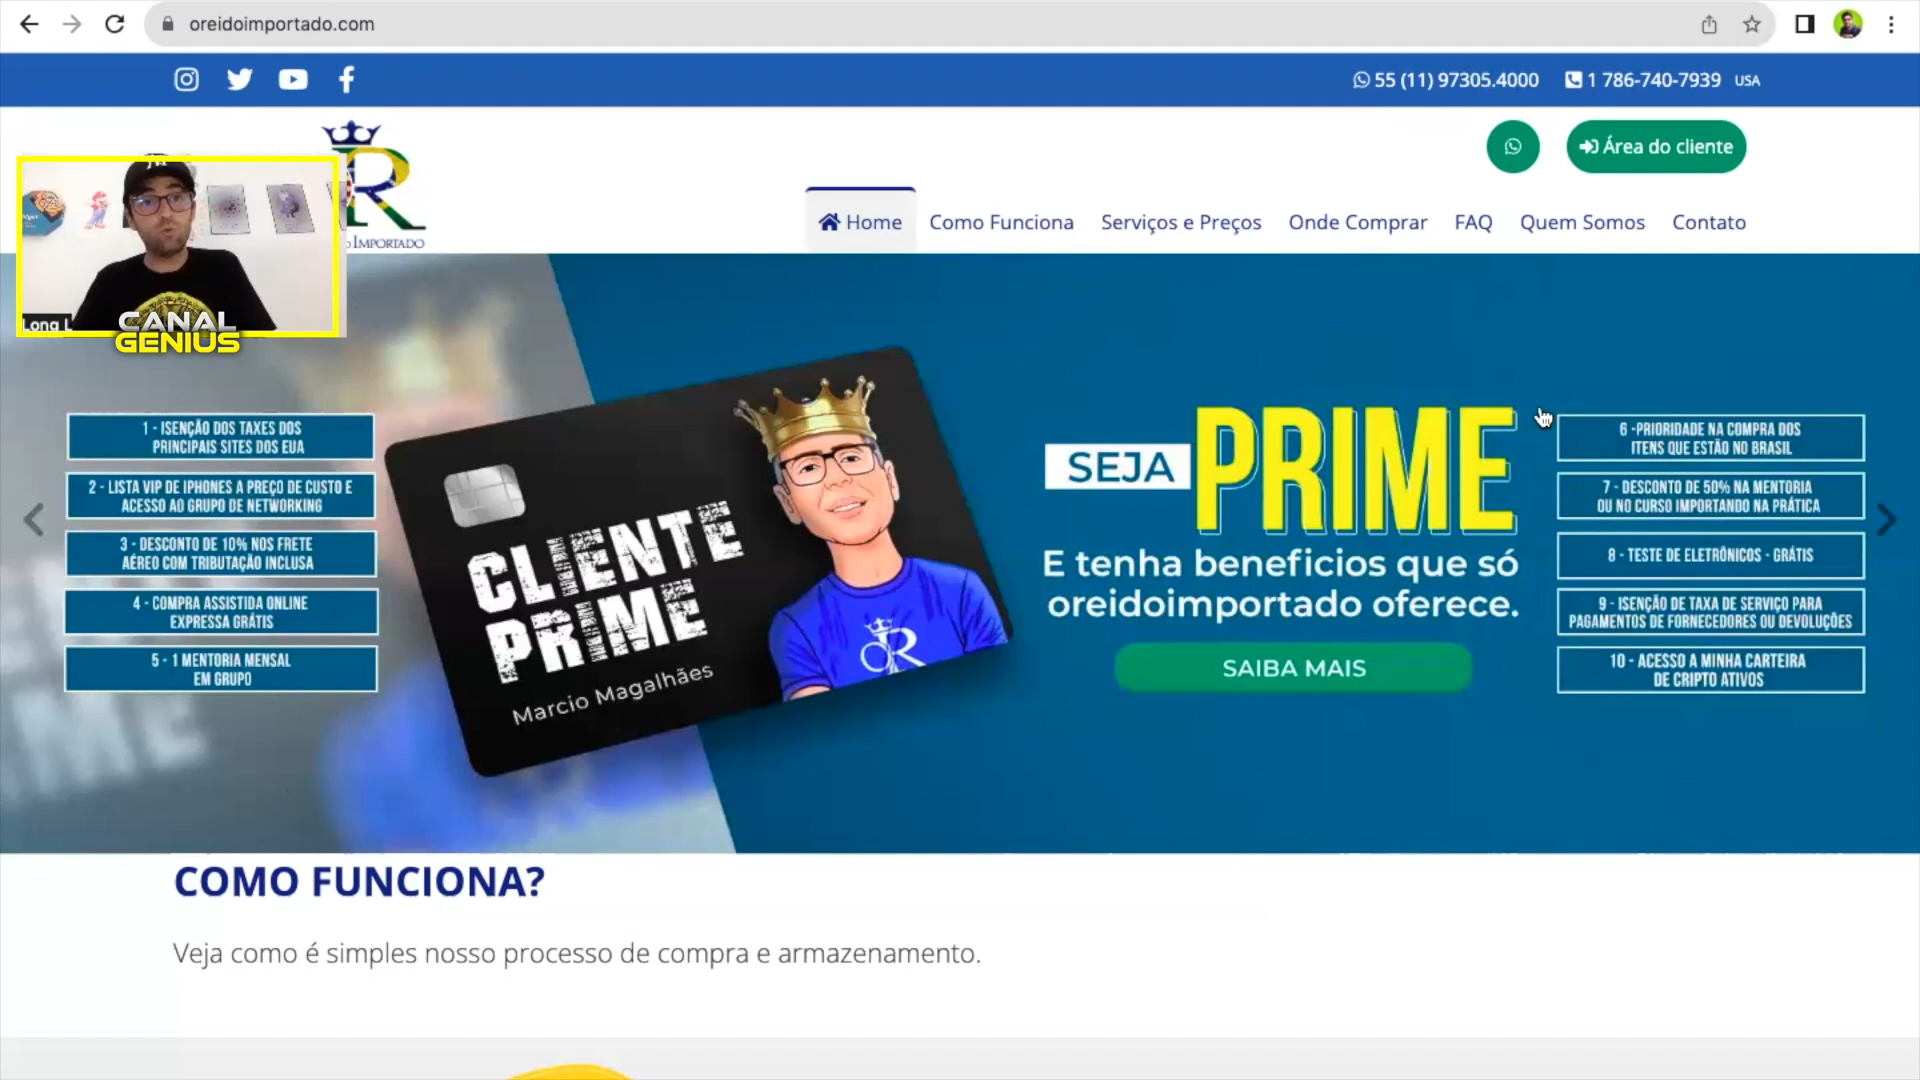 oreidoimportado.com
55 (11) 97305.4000
1 786-740-7939 USA
Área do cliente
IMPORTADO
Home
Como Funciona
Serviços e Preços
Onde Comprar
FAQ
Quem Somos
Contato
CANAL
GENIUS
1 - ISENÇÃO DOS TAXES DOS
PRINCIPAIS SITES DOS EUA
2 - LISTA VIP DE IPHONES A PREÇO DE CUSTO E
ACESSO AO GRUPO DE NETWORKING
3 - DESCONTO DE 10% NOS FRETE
AÉREO COM TRIBUTAÇÃO INCLUSA
4 - COMPRA ASSISTIDA ONLINE
EXPRESSA GRÁTIS
5 - 1 MENTORIA MENSAL
EM GRUPO
CLIENTE
PRIME
Marcio Magalhães
SEJA PRIME
E tenha beneficios que só
oreidoimportado oferece.
SAIBA MAIS
6 -PRIORIDADE NA COMPRA DOS
ITENS QUE ESTÃO NO BRASIL
7 - DESCONTO DE 50% NA MENTORIA
OU NO CURSO IMPORTANDO NA PRÁTICA
8 - TESTE DE ELETRÔNICOS - GRÁTIS
9 - ISENÇÃO DE TAXA DE SERVIÇO PARA
PAGAMENTOS DE FORNECEDORES OU DEVOLUÇÕES
10 - ACESSO A MINHA CARTEIRA
DE CRIPTO ATIVOS
COMO FUNCIONA?
Veja como é simples nosso processo de compra e armazenamento.